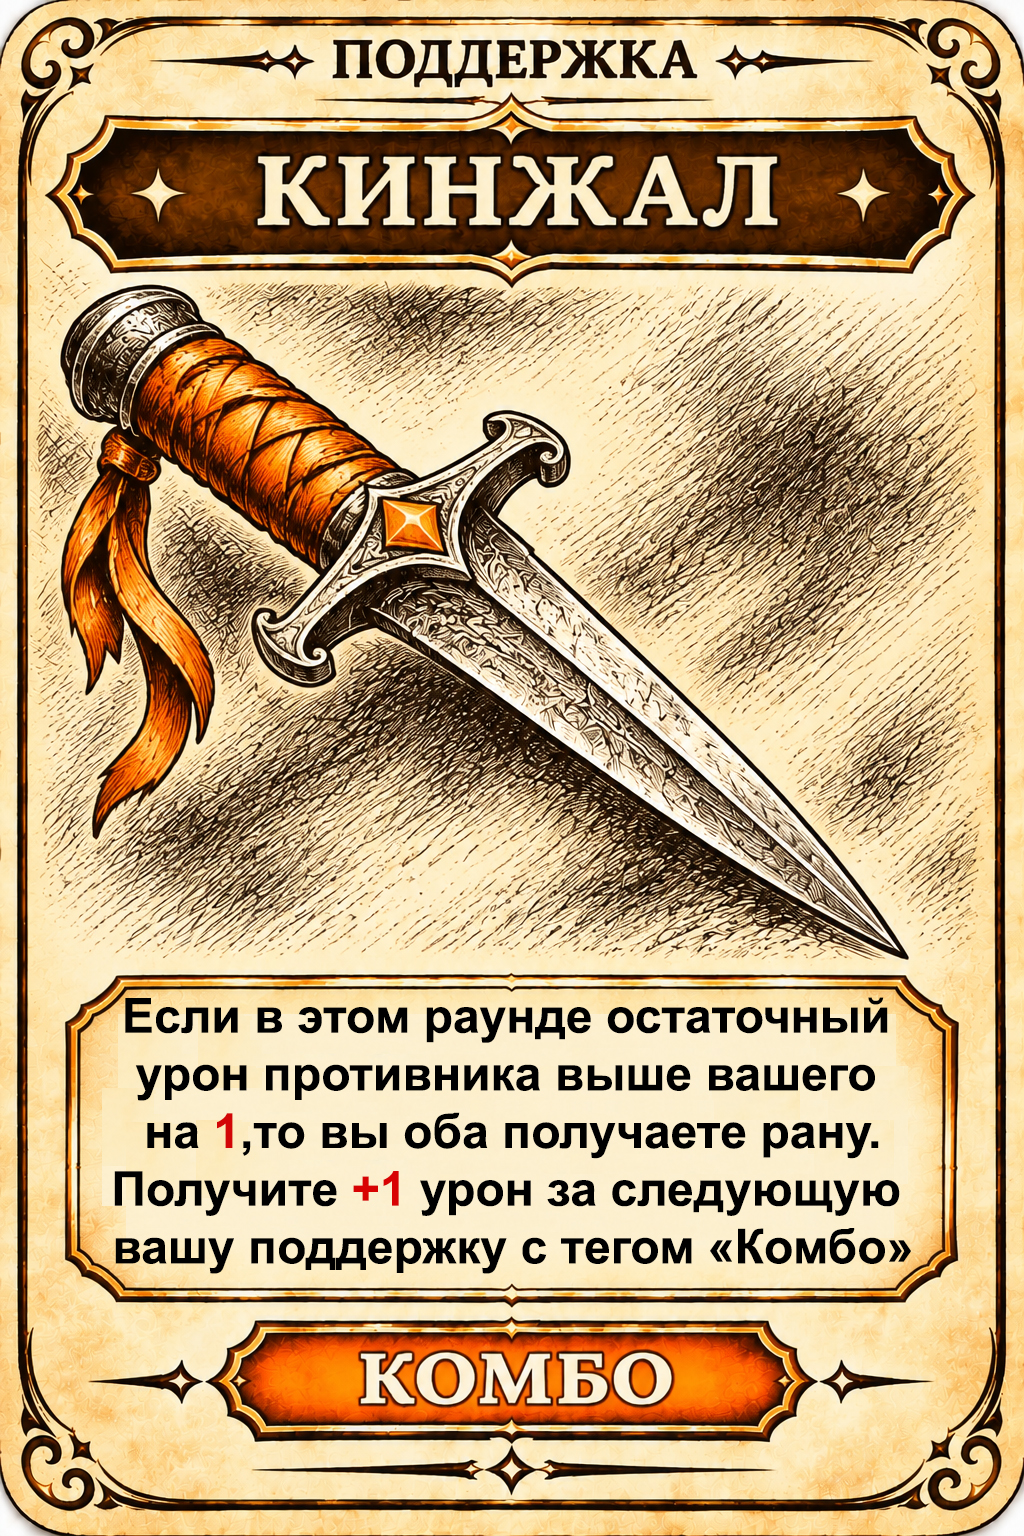 ПОДДЕРЖКА
КИНЖАЛ
Если в этом раунде остаточный
урон противника выше вашего
на 1,то вы оба получаете рану.
Получите +1 урон за следующую
вашу поддержку с тегом «Комбо»
КОМБО